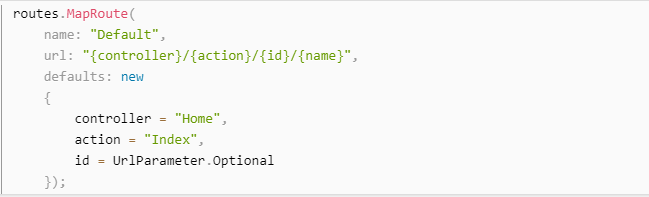 routes.MapRoute(
    name: "Default",
    url: "{controller}/{action}/{id}/{name}",
    defaults: new
    {
        controller = "Home",
        action = "Index",
        id = UrlParameter.Optional
    });